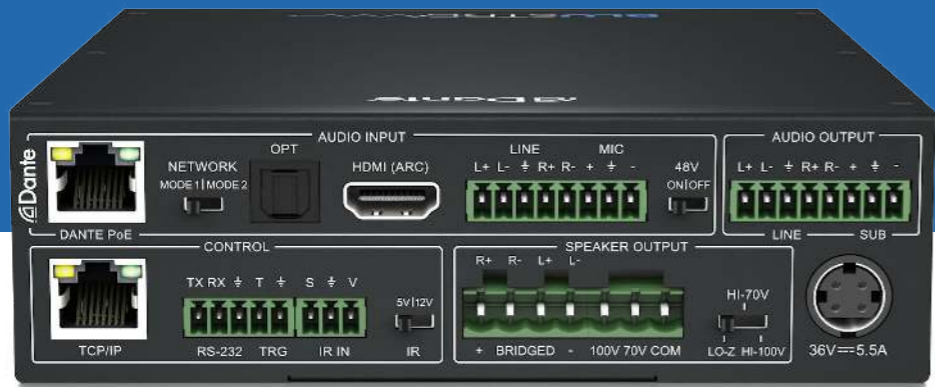 Dante
AUDIO INPUT
AUDIO OUTPUT
OPT
LINE MIC
NETWORK
MODE 1 | MODE 2
HDMI (ARC)
L+ L- ⏚ R+ R- + ⏚ -
48V
ON|OFF
L+ L- ⏚ R+ R- + ⏚ -
Dante
DANTE PoE
LINE SUB
CONTROL
SPEAKER OUTPUT
R+ R- L+ L-
TX RX ⏚ T ⏚ S ⏚ V
5V|12V
HI-70V
TCP/IP
RS-232 TRG IR IN IR
+ BRIDGED - 100V 70V COM
LO-Z HI-100V
36V⎓5.5A